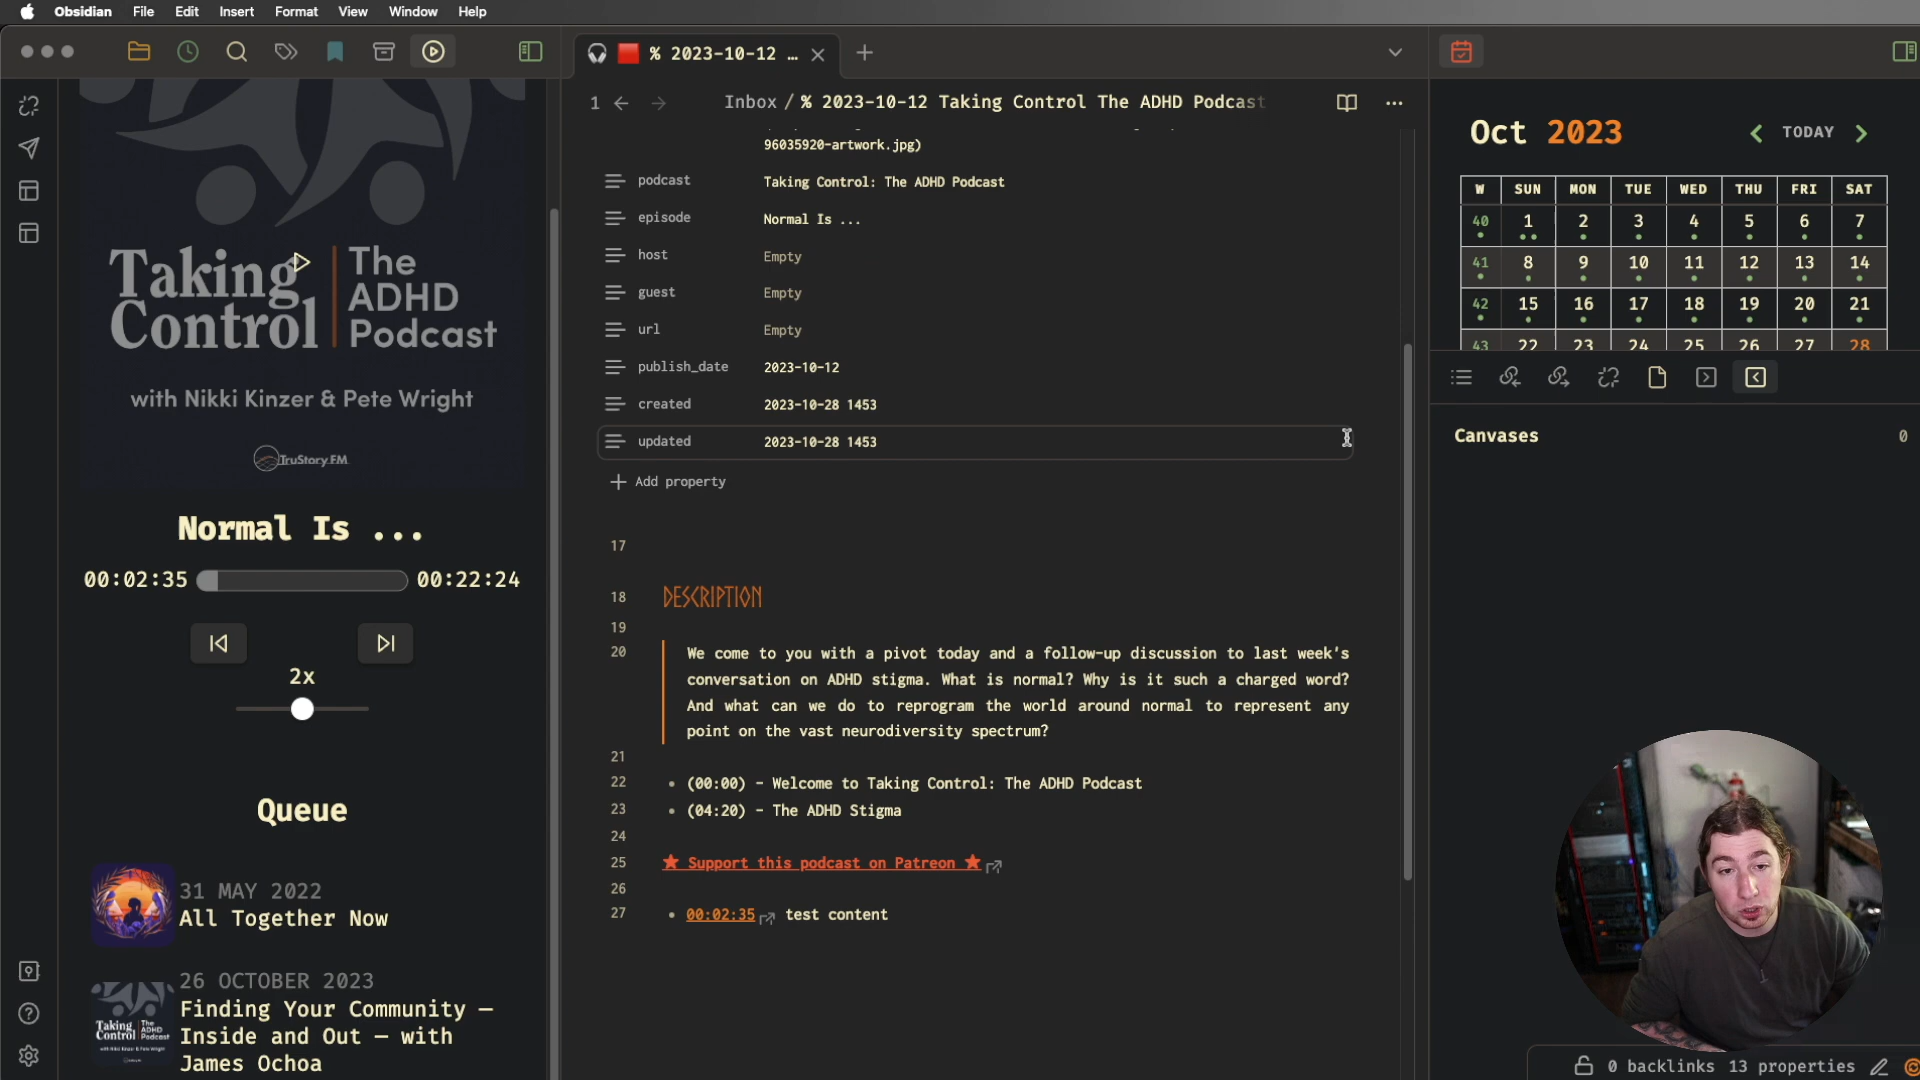 Obsidian File Edit Insert Format View Window Help
% 2023-10-12 ...
1
Inbox / % 2023-10-12 Taking Control The ADHD Podcast
Taking Control
The ADHD Podcast
with Nikki Kinzer & Pete Wright
TruStory FM
Normal Is ...
00:02:35 00:22:24
2x
Queue
31 MAY 2022
All Together Now
26 OCTOBER 2023
Finding Your Community –
Inside and Out – with
James Ochoa
96035920-artwork.jpg)
podcast Taking Control: The ADHD Podcast
episode Normal Is ...
host Empty
guest Empty
url Empty
publish_date 2023-10-12
created 2023-10-28 1453
updated 2023-10-28 1453
Add property
17
18 DESCRIPTION
19
20 We come to you with a pivot today and a follow-up discussion to last week's
conversation on ADHD stigma. What is normal? Why is it such a charged word?
And what can we do to reprogram the world around normal to represent any
point on the vast neurodiversity spectrum?
21
22 • (00:00) - Welcome to Taking Control: The ADHD Podcast
23 • (04:20) - The ADHD Stigma
24
25 ★ Support this podcast on Patreon ★
26
27 • 00:02:35 test content
Oct 2023 TODAY
W SUN MON TUE WED THU FRI SAT
40 1 2 3 4 5 6 7
41 8 9 10 11 12 13 14
42 15 16 17 18 19 20 21
43 22 23 24 25 26 27 28
Canvases 0
0 backlinks 13 properties